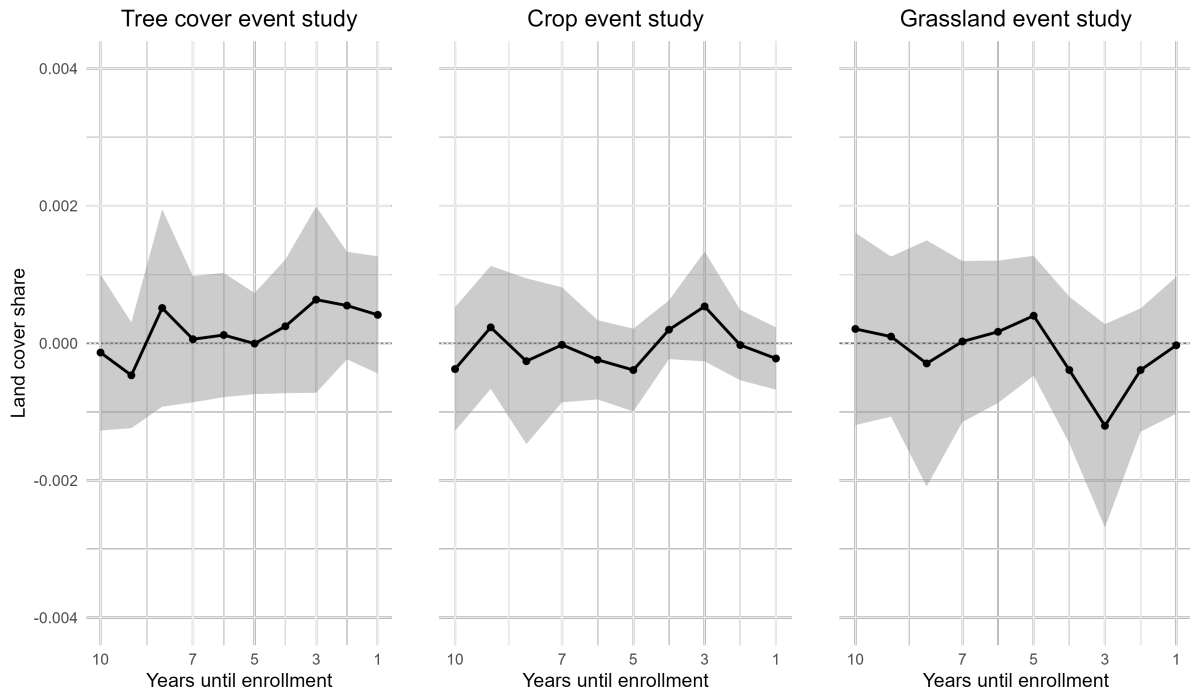 Tree cover event study
Crop event study
Grassland event study
Land cover share
0.004
0.002
0.000
-0.002
-0.004
10 7 5 3 1
10 7 5 3 1
10 7 5 3 1
Years until enrollment
Years until enrollment
Years until enrollment